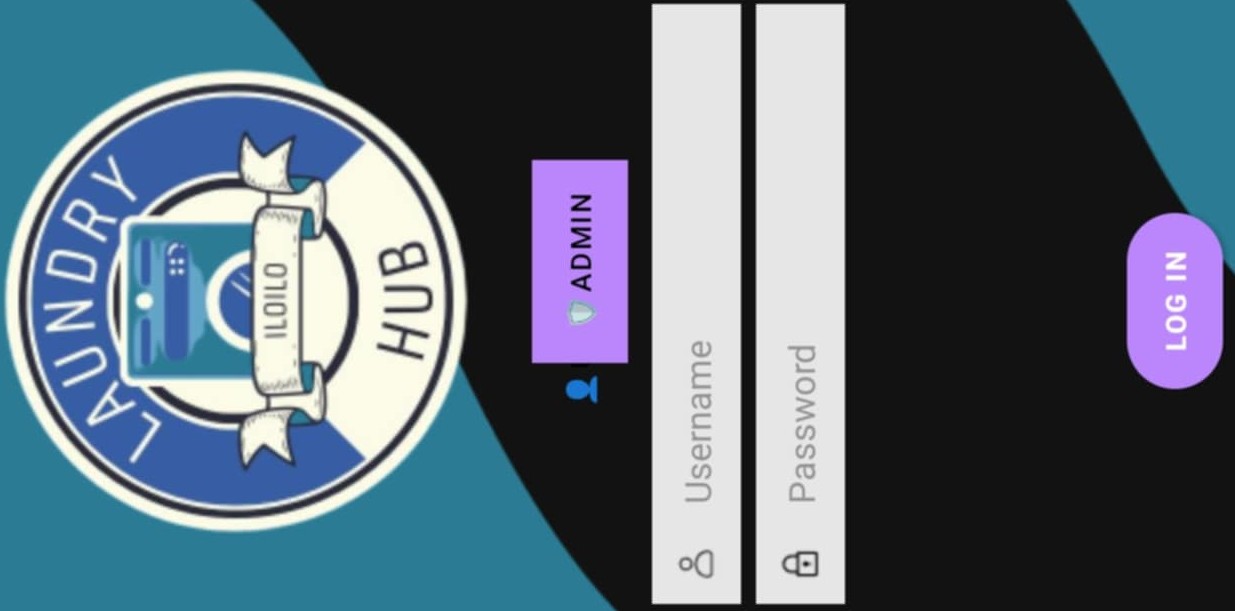 LAUNDRY
ILOILO
HUB
👤 🛡️ ADMIN
Username
Password
LOG IN